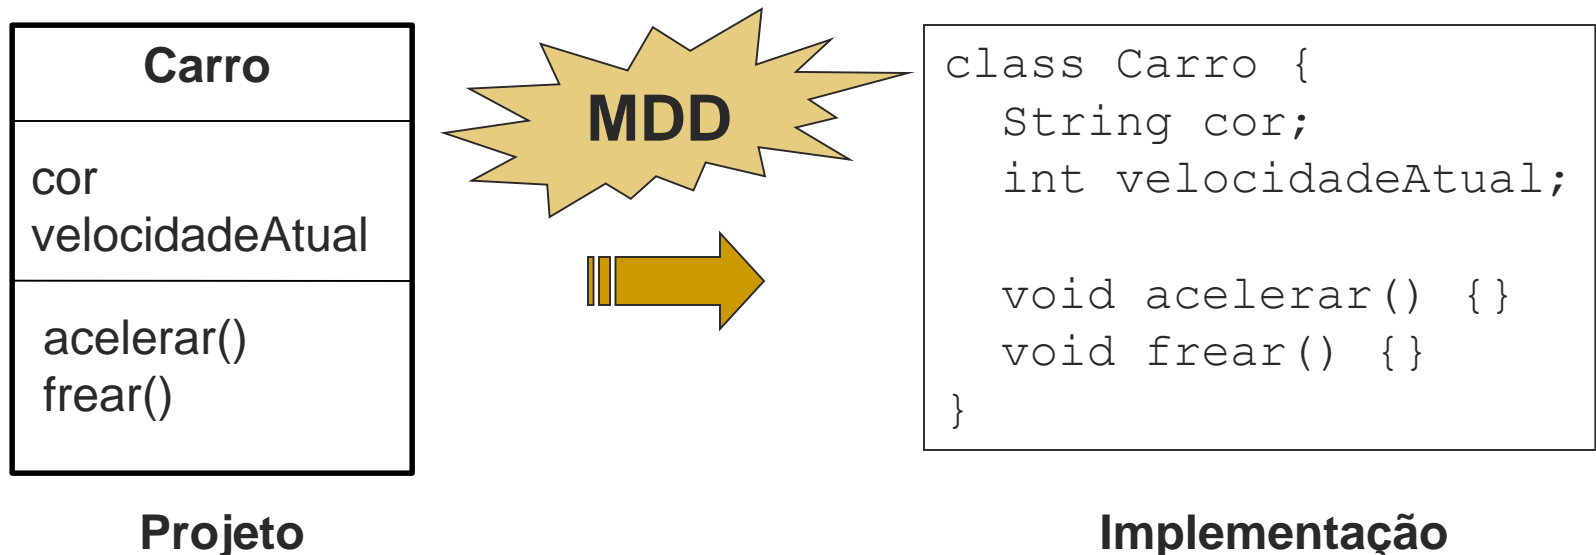 Carro
cor
velocidadeAtual
acelerar()
frear()
Projeto
MDD
class Carro {
  String cor;
  int velocidadeAtual;

  void acelerar() {}
  void frear() {}
}
Implementação